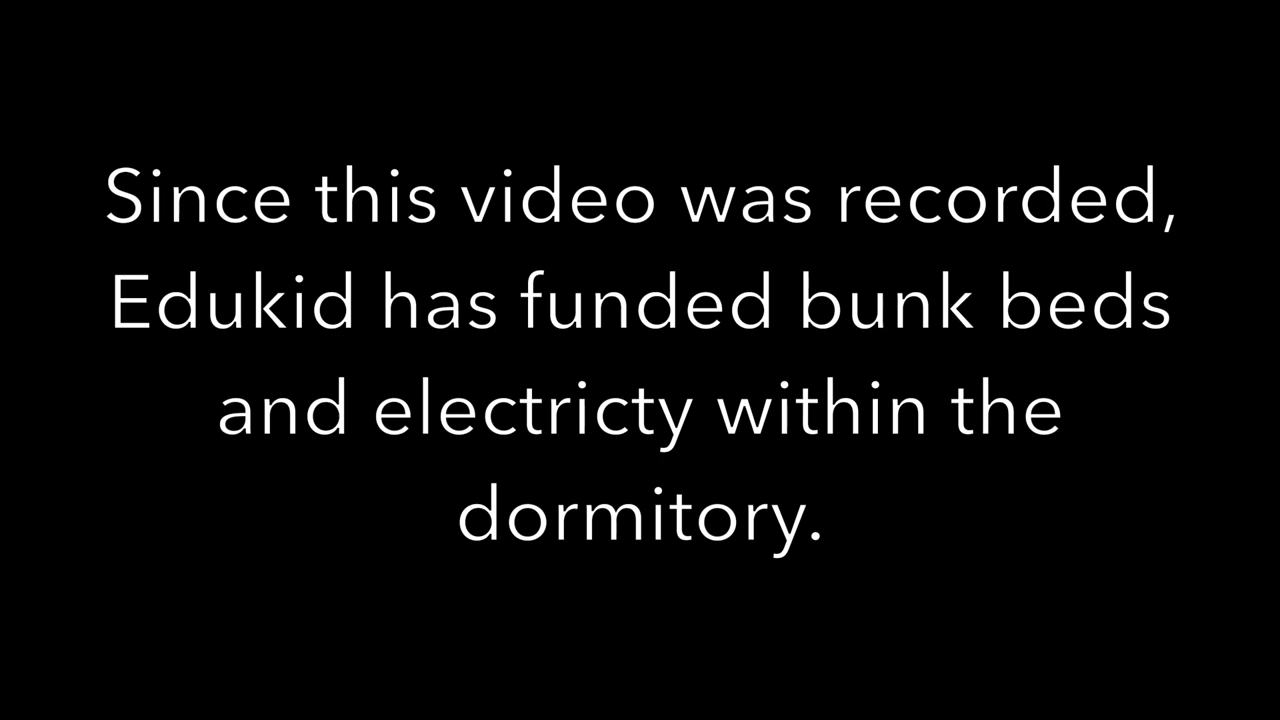 Since this video was recorded,
Edukid has funded bunk beds
and electricty within the
dormitory.